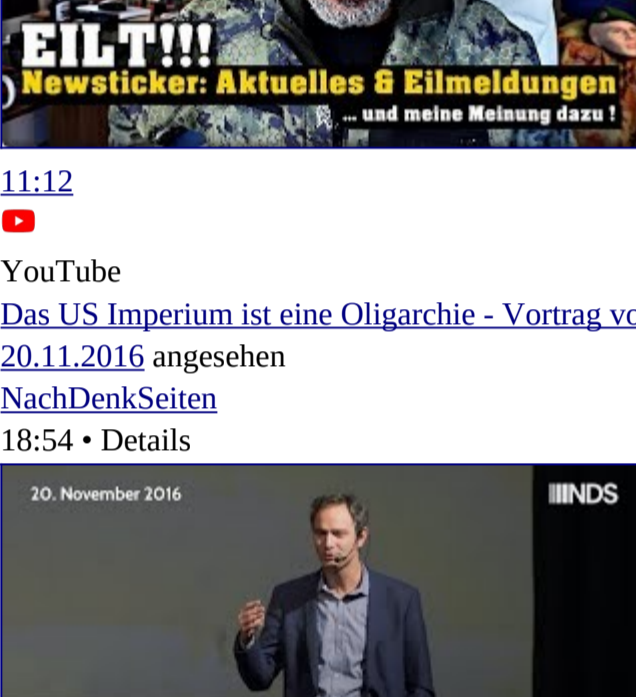 EILT!!!
) Newsticker: Aktuelles & Eilmeldungen
... und meine Meinung dazu !
11:12
YouTube
Das US Imperium ist eine Oligarchie - Vortrag vo
20.11.2016 angesehen
NachDenkSeiten
18:54 • Details
20. November 2016
NDS